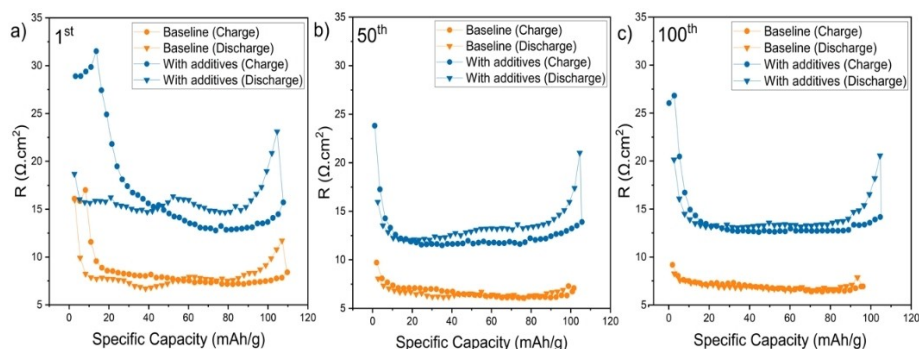 a)
1st
Baseline (Charge)
Baseline (Discharge)
With additives (Charge)
With additives (Discharge)
R (Ω.cm²)
35
30
25
20
15
10
5
0 20 40 60 80 100 120
Specific Capacity (mAh/g)
b)
50th
Baseline (Charge)
Baseline (Discharge)
With additives (Charge)
With additives (Discharge)
R (Ω.cm²)
35
30
25
20
15
10
5
0 20 40 60 80 100 120
Specific Capacity (mAh/g)
c)
100th
Baseline (Charge)
Baseline (Discharge)
With additives (Charge)
With additives (Discharge)
R (Ω.cm²)
35
30
25
20
15
10
5
0 20 40 60 80 100 120
Specific Capacity (mAh/g)